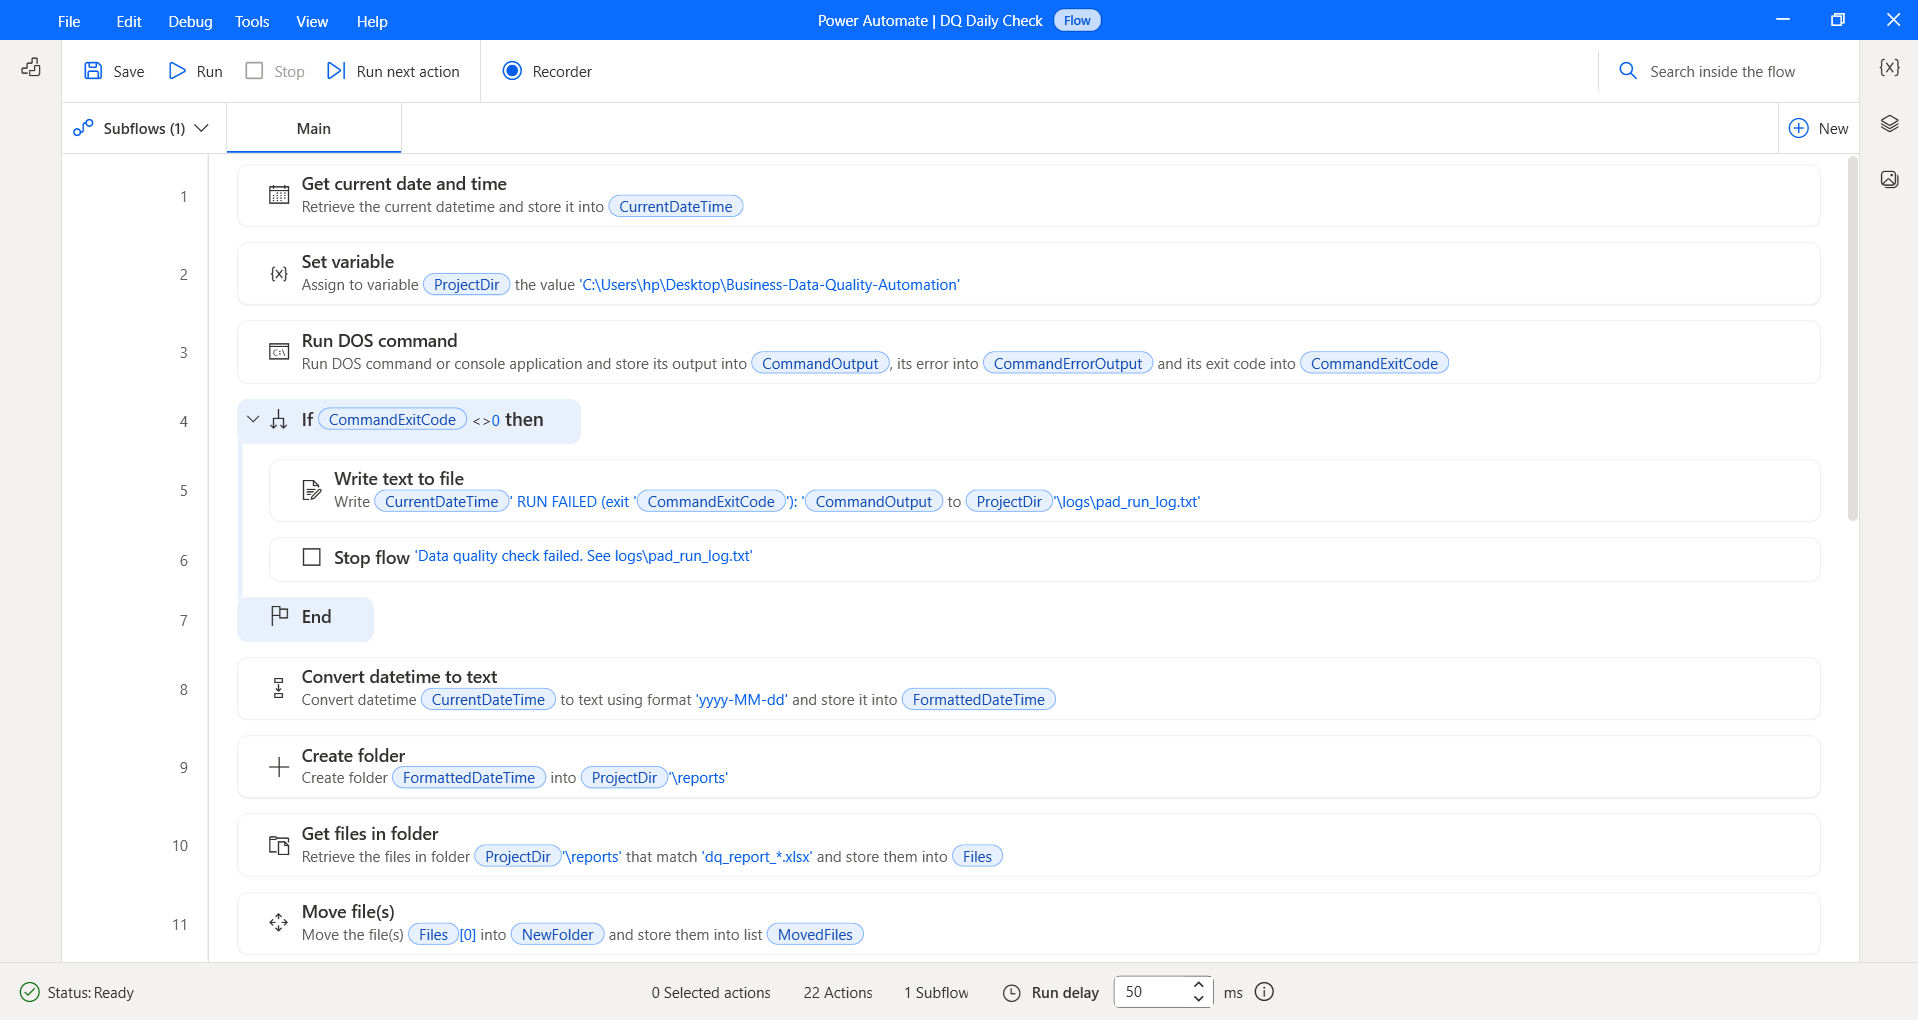 File Edit Debug Tools View Help Power Automate | DQ Daily Check Flow
Save Run Stop Run next action Recorder Search inside the flow {x}
Subflows (1) Main New
1 Get current date and time
Retrieve the current datetime and store it into CurrentDateTime
2 {x} Set variable
Assign to variable ProjectDir the value 'C:\Users\hp\Desktop\Business-Data-Quality-Automation'
3 C:\ Run DOS command
Run DOS command or console application and store its output into CommandOutput , its error into CommandErrorOutput and its exit code into CommandExitCode
4 If CommandExitCode <>0 then
5 Write text to file
Write CurrentDateTime ' RUN FAILED (exit ' CommandExitCode '): ' CommandOutput to ProjectDir '\logs\pad_run_log.txt'
6 Stop flow 'Data quality check failed. See logs\pad_run_log.txt'
7 End
8 Convert datetime to text
Convert datetime CurrentDateTime to text using format 'yyyy-MM-dd' and store it into FormattedDateTime
9 Create folder
Create folder FormattedDateTime into ProjectDir '\reports'
10 Get files in folder
Retrieve the files in folder ProjectDir '\reports' that match 'dq_report_*.xlsx' and store them into Files
11 Move file(s)
Move the file(s) Files [0] into NewFolder and store them into list MovedFiles
Status: Ready 0 Selected actions 22 Actions 1 Subflow Run delay 50 ms